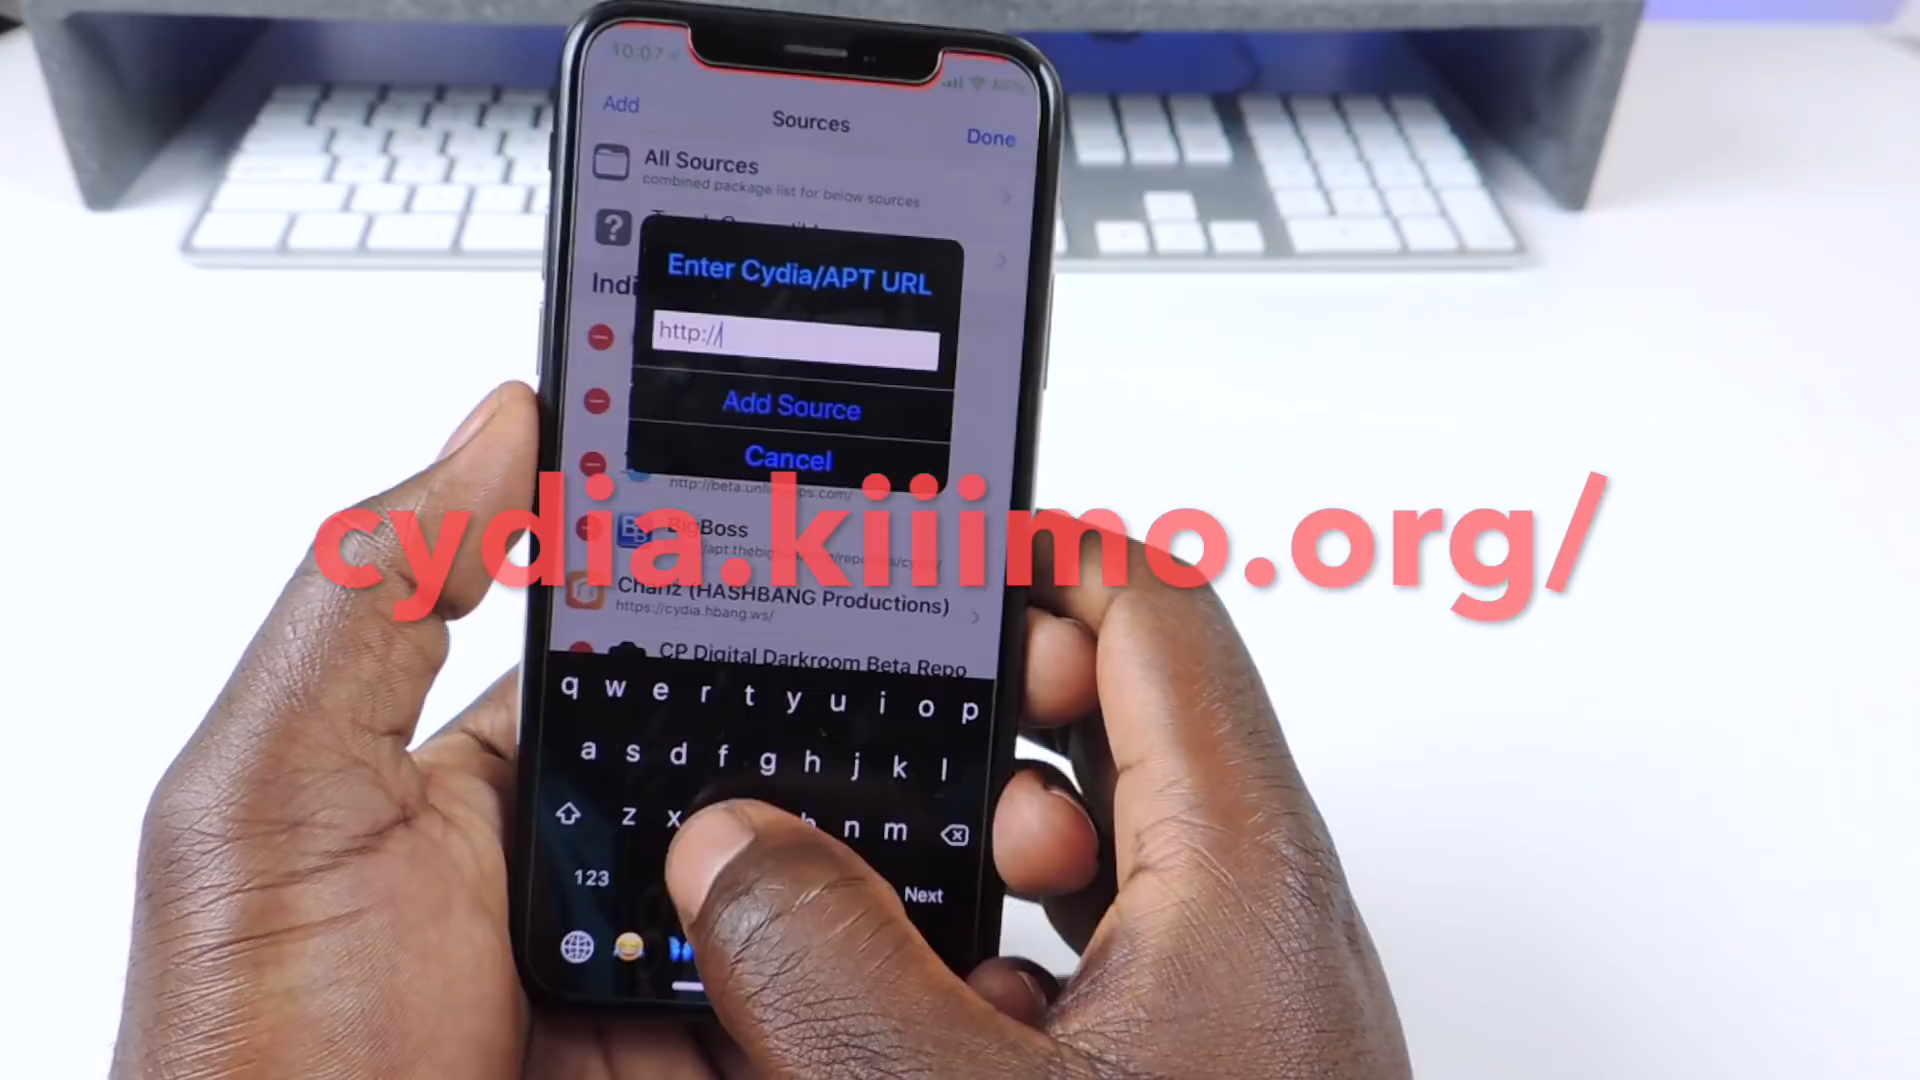 10:07
Add
Sources
Done
All Sources
combined package list for below sources
Enter Cydia/APT URL
http://
Add Source
Cancel
cydia.kiiimo.org/
BigBoss
Chariz (HASHBANG Productions)
https://cydia.hbang.ws/
CP Digital Darkroom Beta Repo
q w e r t y u i o p
a s d f g h j k l
z x n m
123
Next